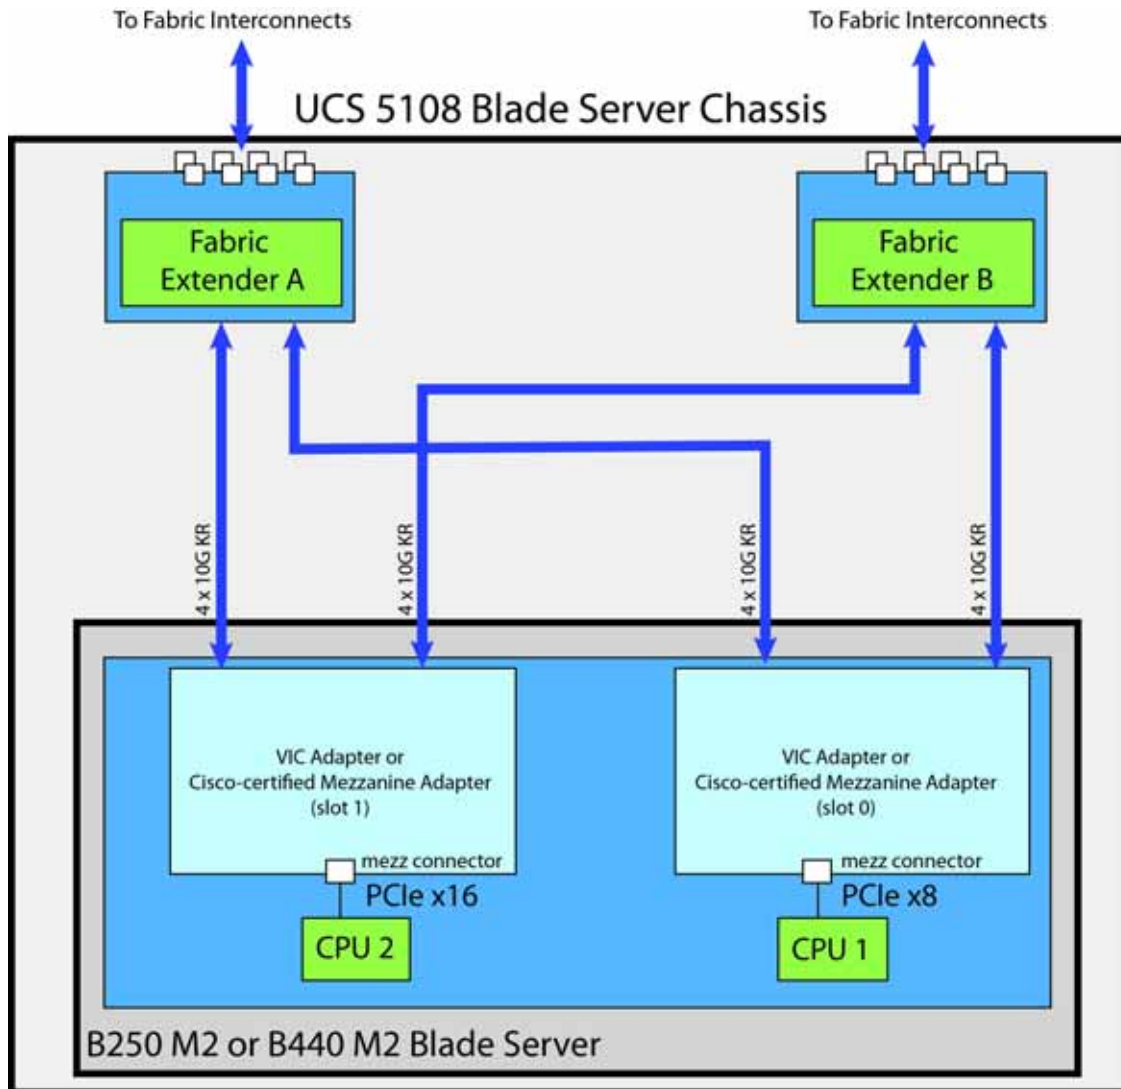 To Fabric Interconnects
To Fabric Interconnects
UCS 5108 Blade Server Chassis
Fabric
Extender A
Fabric
Extender B
4 x 10G KR
4 x 10G KR
4 x 10G KR
4 x 10G KR
VIC Adapter or
Cisco-certified Mezzanine Adapter
(slot 1)
VIC Adapter or
Cisco-certified Mezzanine Adapter
(slot 0)
mezz connector
PCIe x16
CPU 2
mezz connector
PCIe x8
CPU 1
B250 M2 or B440 M2 Blade Server